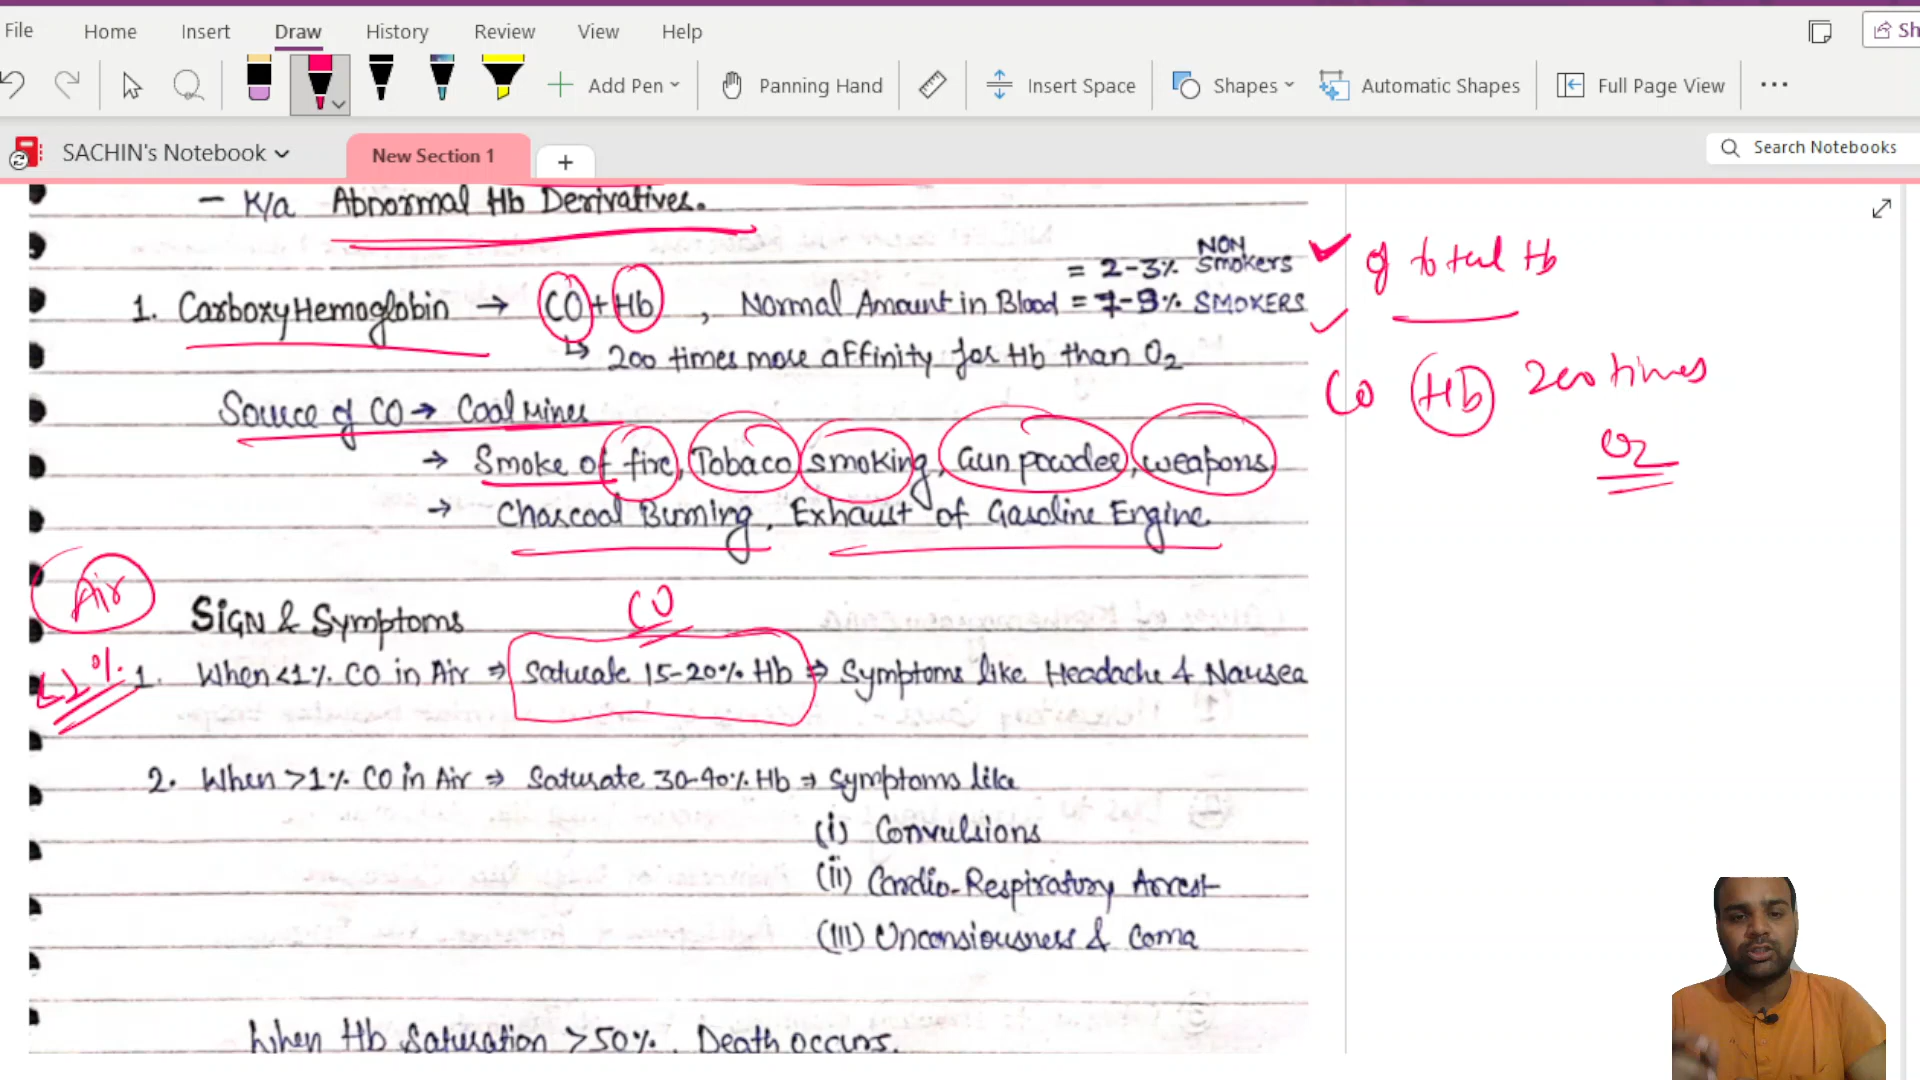 File Home Insert Draw History Review View Help Sh
Add Pen Panning Hand Insert Space Shapes Automatic Shapes Full Page View
SACHIN's Notebook New Section 1 + Search Notebooks
- K/a Abnormal Hb Derivatives.
NON
= 2-3% Smokers
of total Hb
1. CarboxyHemoglobin → CO + Hb , Normal Amount in Blood = 7-9% SMOKERS
↳ 200 times more affinity for Hb than O2
CO Hb 200 times
O2
Source of CO → Coal Mines
→ Smoke of fire, Tobaco smoking, Gun powder, weapons
→ Charcoal Burning, Exhaust of Gasoline Engine
Air
SIGN & Symptoms
CO
<1%
1. When <1% CO in Air ⇒ Saturate 15-20% Hb ⇒ Symptoms like Headache & Nausea
2. When >1% CO in Air ⇒ Saturate 30-40% Hb ⇒ Symptoms like
(i) Convulsions
(ii) Cardio-Respiratory Arrest
(III) Unconsiousness & Coma
When Hb Saturation >50%. Death occurs.